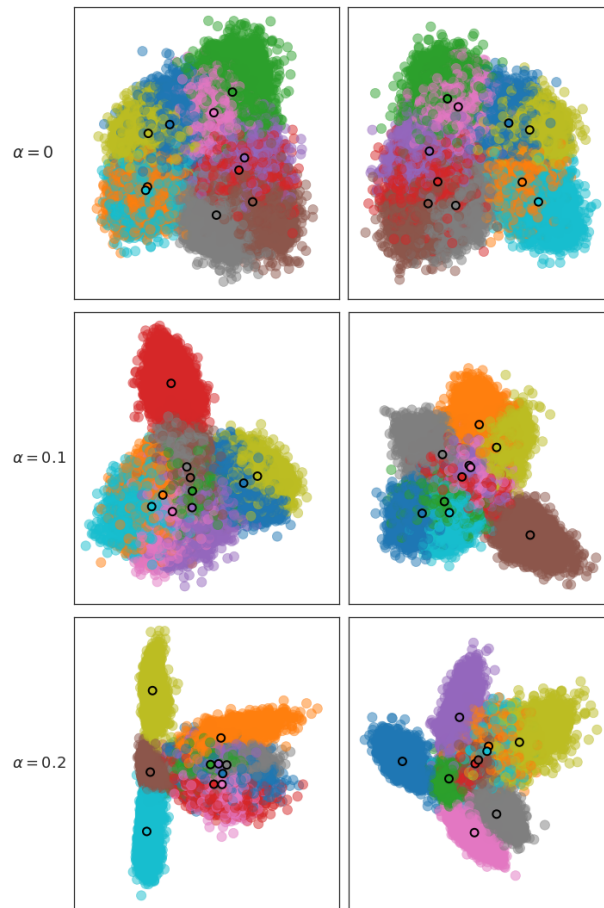 α = 0
α = 0.1
α = 0.2